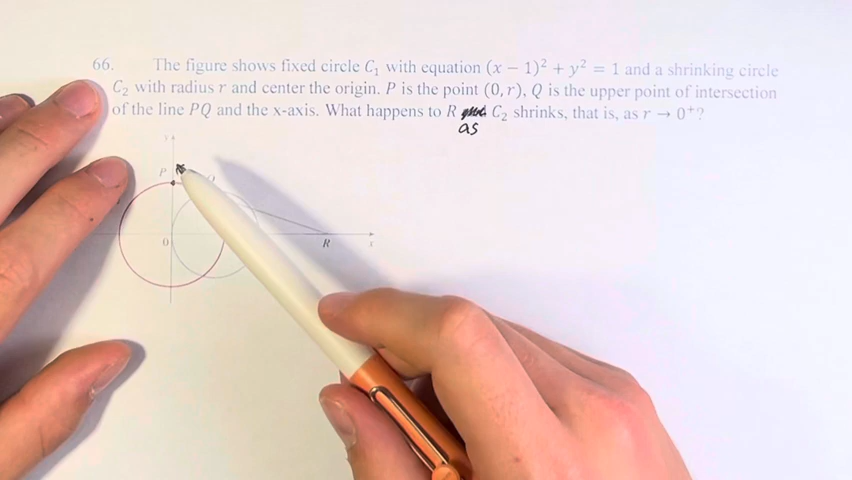 66. The figure shows fixed circle C₁ with equation (x − 1)² + y² = 1 and a shrinking circle
C₂ with radius r and center the origin. P is the point (0, r), Q is the upper point of intersection
of the line PQ and the x-axis. What happens to R C₂ shrinks, that is, as r → 0⁺?
as
y
P
Q
0
R
x